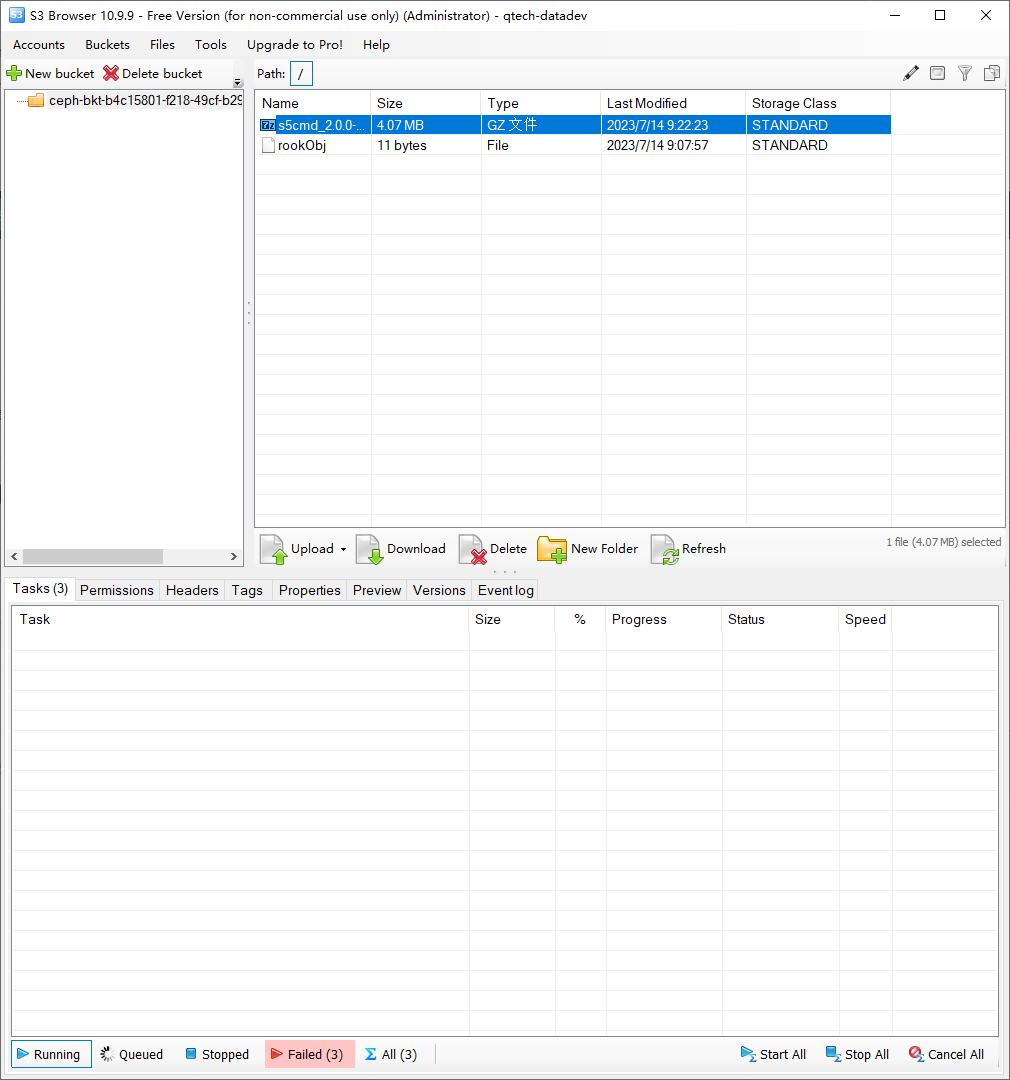 S3 S3 Browser 10.9.9 - Free Version (for non-commercial use only) (Administrator) - qtech-datadev
Accounts Buckets Files Tools Upgrade to Pro! Help
New bucket Delete bucket Path: /
ceph-bkt-b4c15801-f218-49cf-b29
Name Size Type Last Modified Storage Class
7z s5cmd_2.0.0-... 4.07 MB GZ 文件 2023/7/14 9:22:23 STANDARD
rookObj 11 bytes File 2023/7/14 9:07:57 STANDARD
Upload Download Delete New Folder Refresh 1 file (4.07 MB) selected
Tasks (3) Permissions Headers Tags Properties Preview Versions Event log
Task Size % Progress Status Speed
Running Queued Stopped Failed (3) Σ All (3) Start All Stop All Cancel All